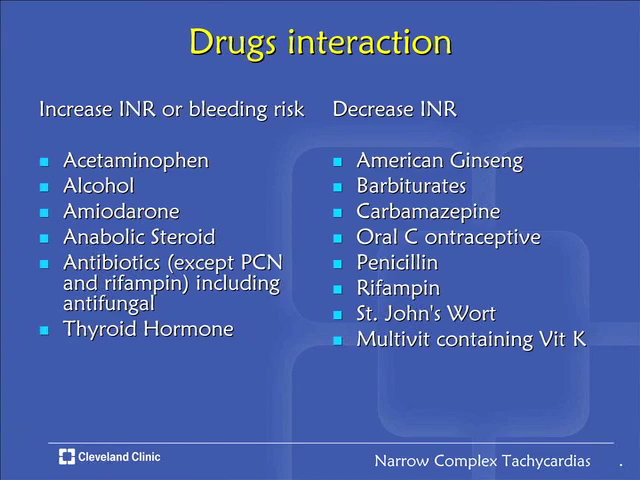 Drugs interaction
Increase INR or bleeding risk
Acetaminophen
Alcohol
Amiodarone
Anabolic Steroid
Antibiotics (except PCN
and rifampin) including
antifungal
Thyroid Hormone
Decrease INR
American Ginseng
Barbiturates
Carbamazepine
Oral C ontraceptive
Penicillin
Rifampin
St. John's Wort
Multivit containing Vit K
Cleveland Clinic
Narrow Complex Tachycardias .